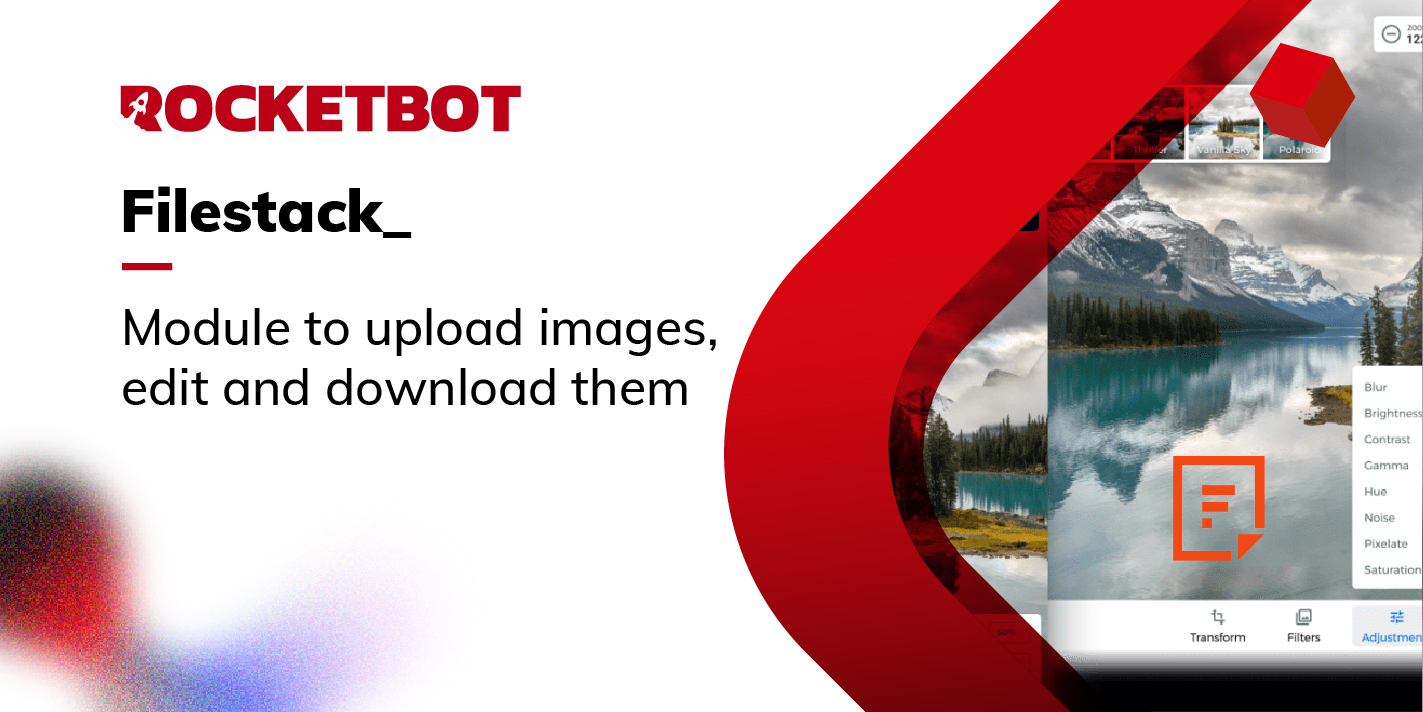 ROCKETBOT
Filestack_
Module to upload images,
edit and download them
Thriller
Vanilla Sky
Polaroid
Blur
Brightness
Contrast
Gamma
Hue
Noise
Pixelate
Saturation
50%
Transform
Filters